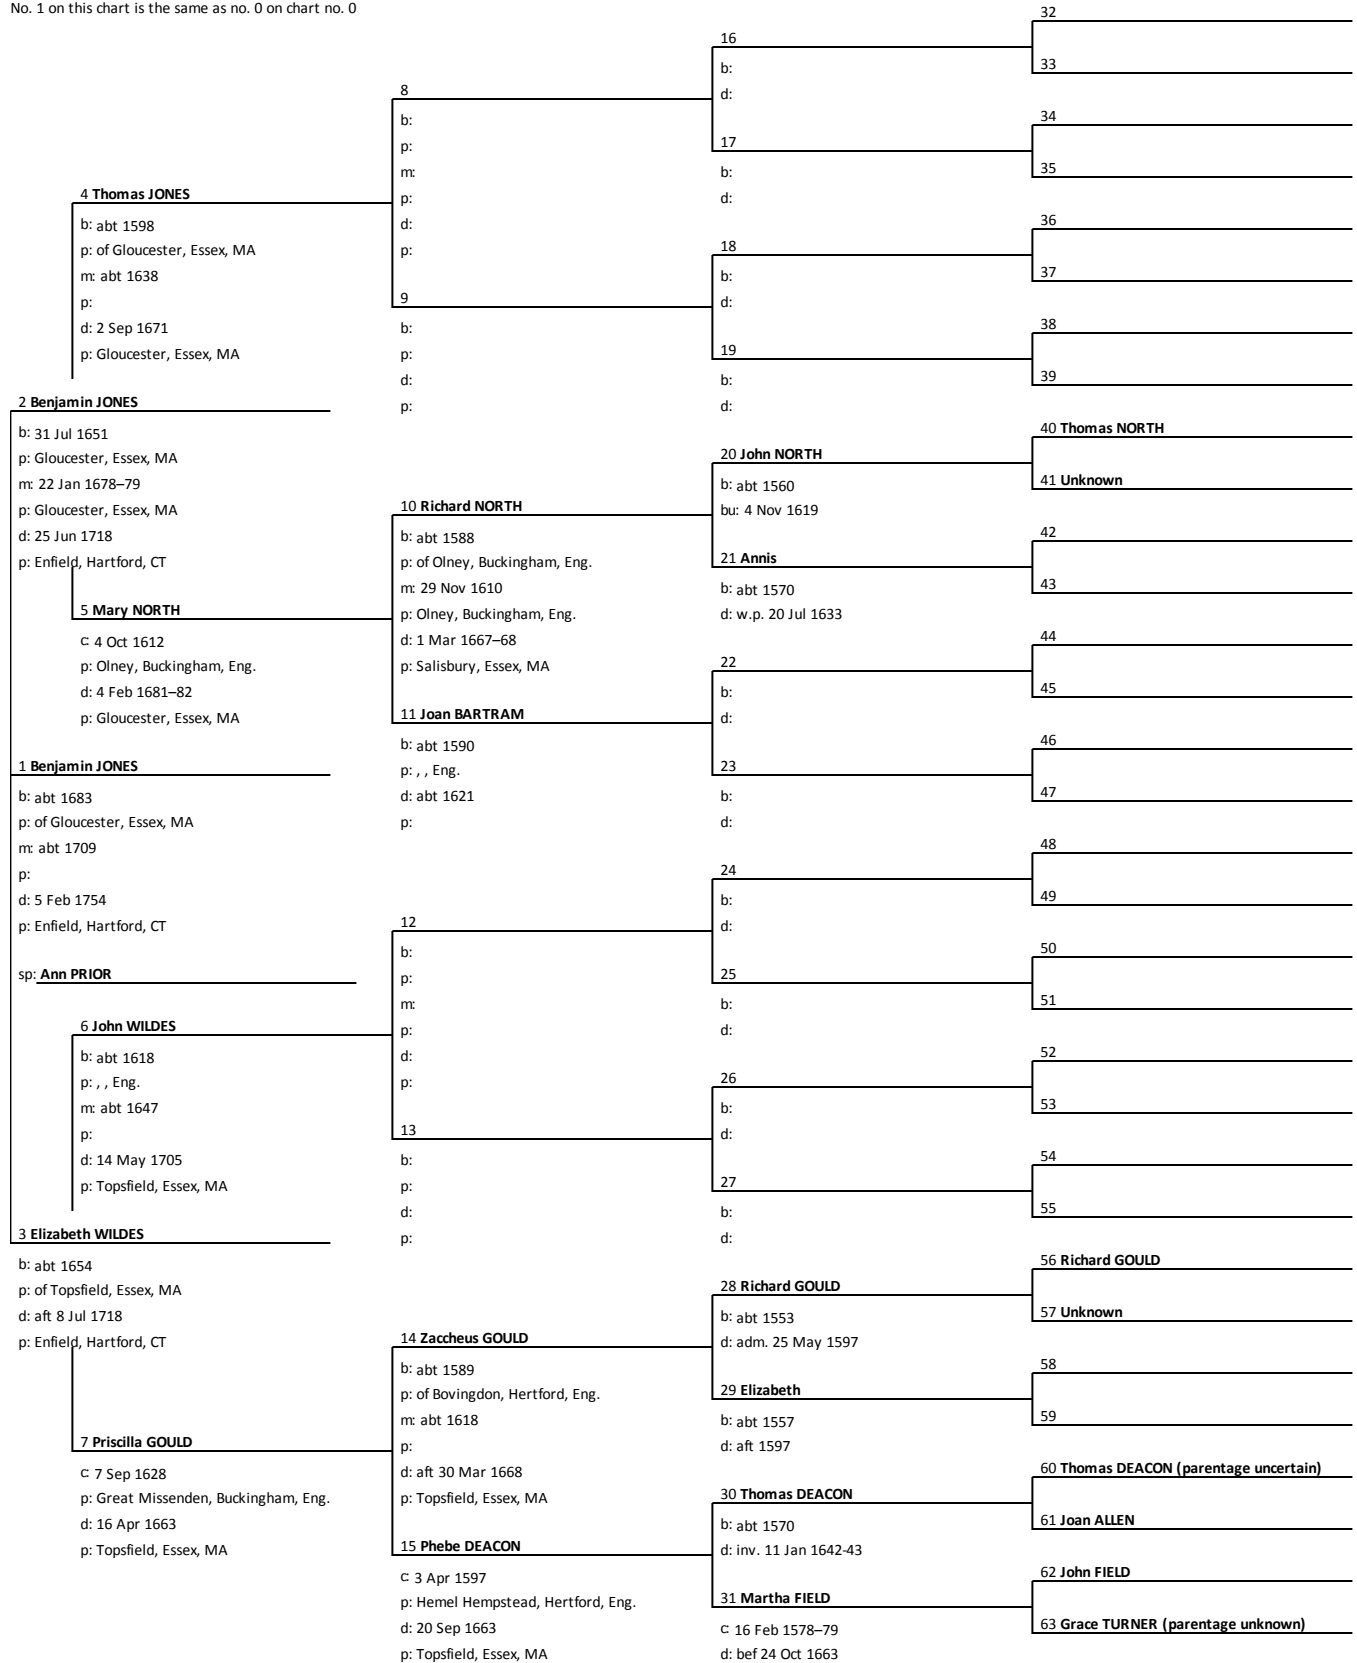 No. 1 on this chart is the same as no. 0 on chart no. 0
4 Thomas JONES
b: abt 1598
p: of Gloucester, Essex, MA
m: abt 1638
p:
d: 2 Sep 1671
p: Gloucester, Essex, MA
2 Benjamin JONES
b: 31 Jul 1651
p: Gloucester, Essex, MA
m: 22 Jan 1678–79
p: Gloucester, Essex, MA
d: 25 Jun 1718
p: Enfield, Hartford, CT
5 Mary NORTH
c: 4 Oct 1612
p: Olney, Buckingham, Eng.
d: 4 Feb 1681–82
p: Gloucester, Essex, MA
1 Benjamin JONES
b: abt 1683
p: of Gloucester, Essex, MA
m: abt 1709
p:
d: 5 Feb 1754
p: Enfield, Hartford, CT
sp: Ann PRIOR
6 John WILDES
b: abt 1618
p: , , Eng.
m: abt 1647
p:
d: 14 May 1705
p: Topsfield, Essex, MA
3 Elizabeth WILDES
b: abt 1654
p: of Topsfield, Essex, MA
d: aft 8 Jul 1718
p: Enfield, Hartford, CT
7 Priscilla GOULD
c: 7 Sep 1628
p: Great Missenden, Buckingham, Eng.
d: 16 Apr 1663
p: Topsfield, Essex, MA
8
b:
p:
m:
p:
d:
p:
9
b:
p:
d:
p:
10 Richard NORTH
b: abt 1588
p: of Olney, Buckingham, Eng.
m: 29 Nov 1610
p: Olney, Buckingham, Eng.
d: 1 Mar 1667–68
p: Salisbury, Essex, MA
11 Joan BARTRAM
b: abt 1590
p: , , Eng.
d: abt 1621
p:
12
b:
p:
m:
p:
d:
p:
13
b:
p:
d:
p:
14 Zaccheus GOULD
b: abt 1589
p: of Bovingdon, Hertford, Eng.
m: abt 1618
p:
d: aft 30 Mar 1668
p: Topsfield, Essex, MA
15 Phebe DEACON
c: 3 Apr 1597
p: Hemel Hempstead, Hertford, Eng.
d: 20 Sep 1663
p: Topsfield, Essex, MA
16
b:
d:
17
b:
d:
18
b:
d:
19
b:
d:
20 John NORTH
b: abt 1560
bu: 4 Nov 1619
21 Annis
b: abt 1570
d: w.p. 20 Jul 1633
22
b:
d:
23
b:
d:
24
b:
d:
25
b:
d:
26
b:
d:
27
b:
d:
28 Richard GOULD
b: abt 1553
d: adm. 25 May 1597
29 Elizabeth
b: abt 1557
d: aft 1597
30 Thomas DEACON
b: abt 1570
d: inv. 11 Jan 1642-43
31 Martha FIELD
c: 16 Feb 1578–79
d: bef 24 Oct 1663
32
33
34
35
36
37
38
39
40 Thomas NORTH
41 Unknown
42
43
44
45
46
47
48
49
50
51
52
53
54
55
56 Richard GOULD
57 Unknown
58
59
60 Thomas DEACON (parentage uncertain)
61 Joan ALLEN
62 John FIELD
63 Grace TURNER (parentage unknown)